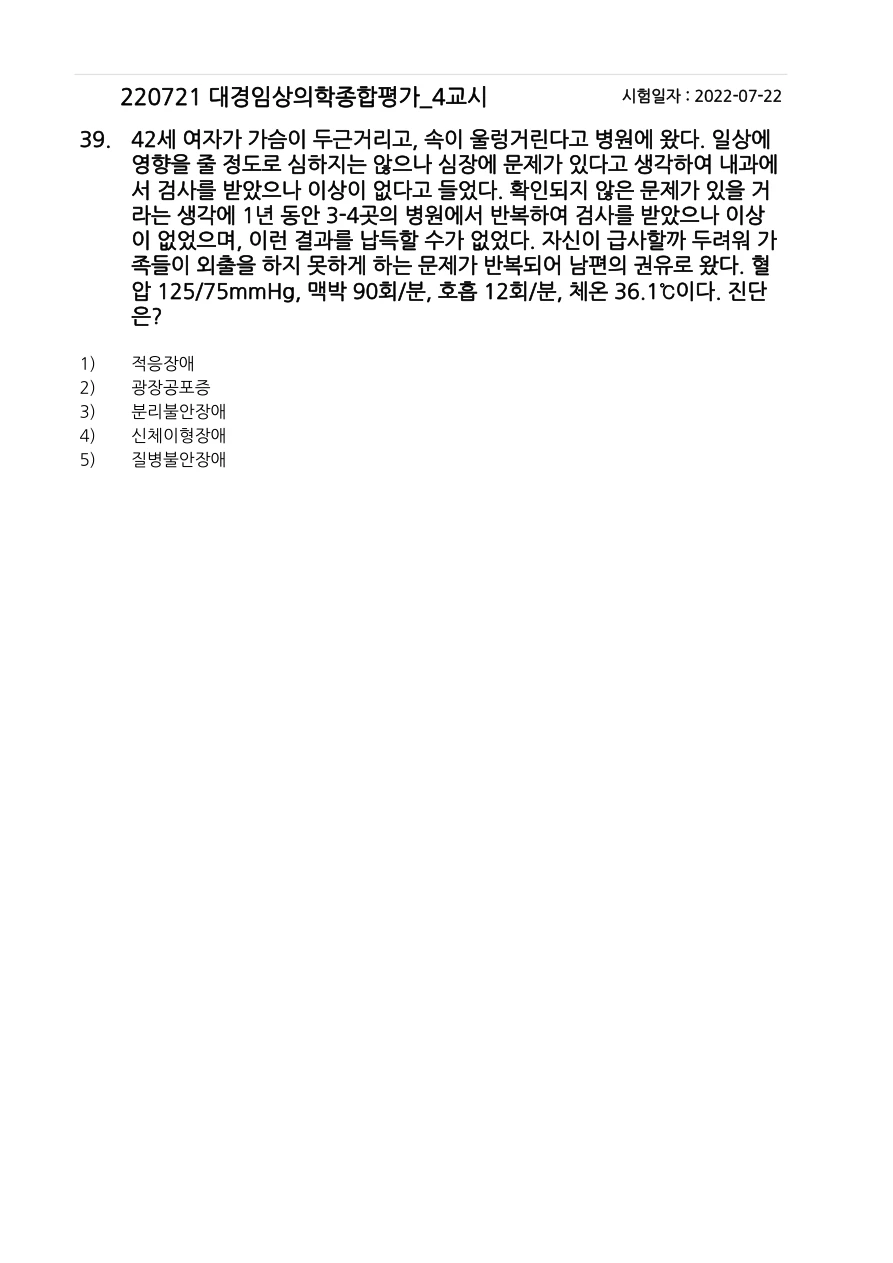 220721 대경임상의학종합평가_4교시 시험일자 : 2022-07-22
39. 42세 여자가 가슴이 두근거리고, 속이 울렁거린다고 병원에 왔다. 일상에
영향을 줄 정도로 심하지는 않으나 심장에 문제가 있다고 생각하여 내과에
서 검사를 받았으나 이상이 없다고 들었다. 확인되지 않은 문제가 있을 거
라는 생각에 1년 동안 3-4곳의 병원에서 반복하여 검사를 받았으나 이상
이 없었으며, 이런 결과를 납득할 수가 없었다. 자신이 급사할까 두려워 가
족들이 외출을 하지 못하게 하는 문제가 반복되어 남편의 권유로 왔다. 혈
압 125/75mmHg, 맥박 90회/분, 호흡 12회/분, 체온 36.1℃이다. 진단
은?
1) 적응장애
2) 광장공포증
3) 분리불안장애
4) 신체이형장애
5) 질병불안장애